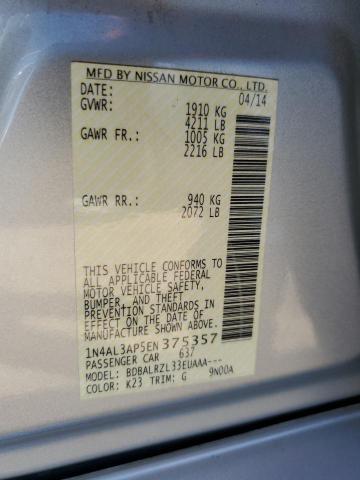 MFD BY NISSAN MOTOR CO., LTD.
DATE: 04/14
GVWR: 1910 KG
4211 LB
GAWR FR: 1005 KG
2216 LB
GAWR RR: 940 KG
2072 LB
THIS VEHICLE CONFORMS TO
ALL APPLICABLE FEDERAL
MOTOR VEHICLE SAFETY,
BUMPER, AND THEFT
PREVENTION STANDARDS IN
EFFECT ON THE DATE OF
MANUFACTURE SHOWN ABOVE.
1N4AL3AP5EN375357
PASSENGER CAR 637
MODEL: BDBALRZL33EUAAA---
COLOR: K23 TRIM: G 9N00A